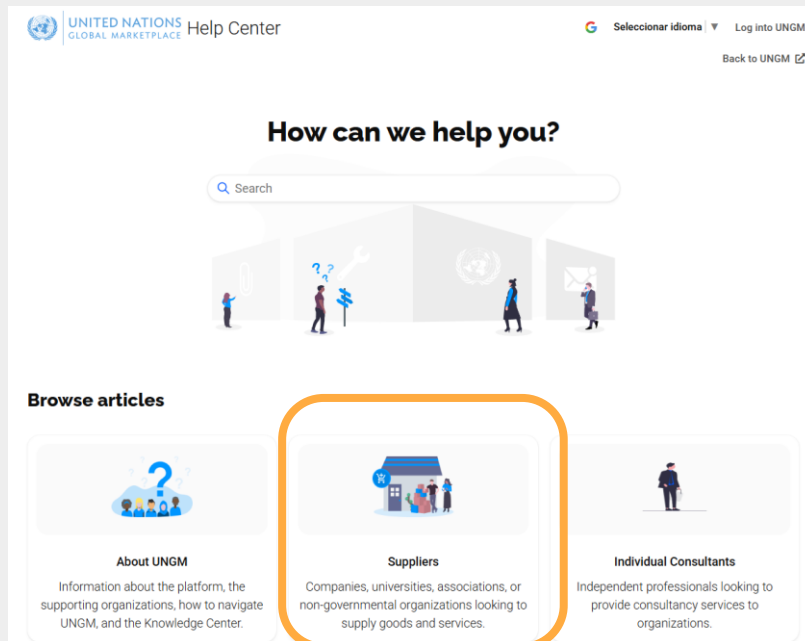 UNITED NATIONS
GLOBAL MARKETPLACE
Help Center
Seleccionar idioma ▼
Log into UNGM
Back to UNGM
How can we help you?
Search
? ? ?
Browse articles
?
About UNGM
Information about the platform, the
supporting organizations, how to navigate
UNGM, and the Knowledge Center.
Suppliers
Companies, universities, associations, or
non-governmental organizations looking to
supply goods and services.
Individual Consultants
Independent professionals looking to
provide consultancy services to
organizations.